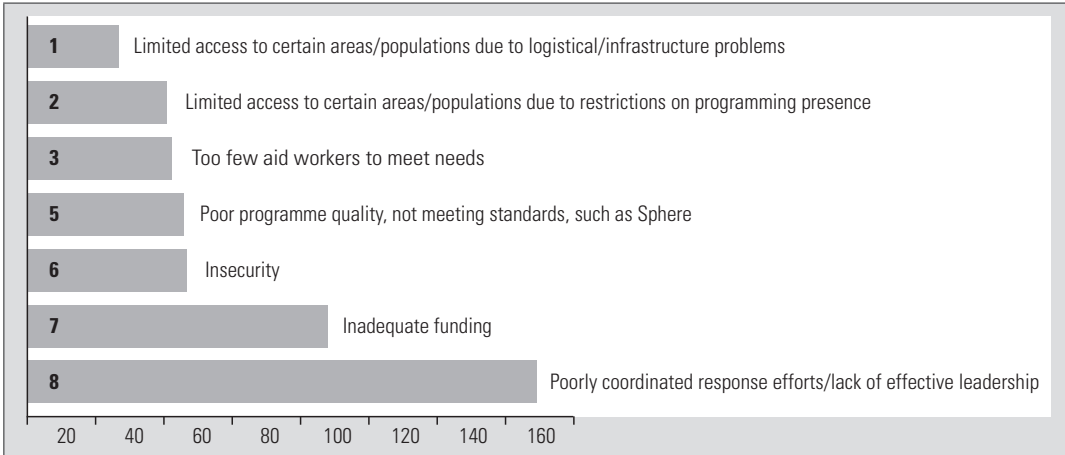 1 Limited access to certain areas/populations due to logistical/infrastructure problems
2 Limited access to certain areas/populations due to restrictions on programming presence
3 Too few aid workers to meet needs
5 Poor programme quality, not meeting standards, such as Sphere
6 Insecurity
7 Inadequate funding
8 Poorly coordinated response efforts/lack of effective leadership
20 40 60 80 100 120 140 160